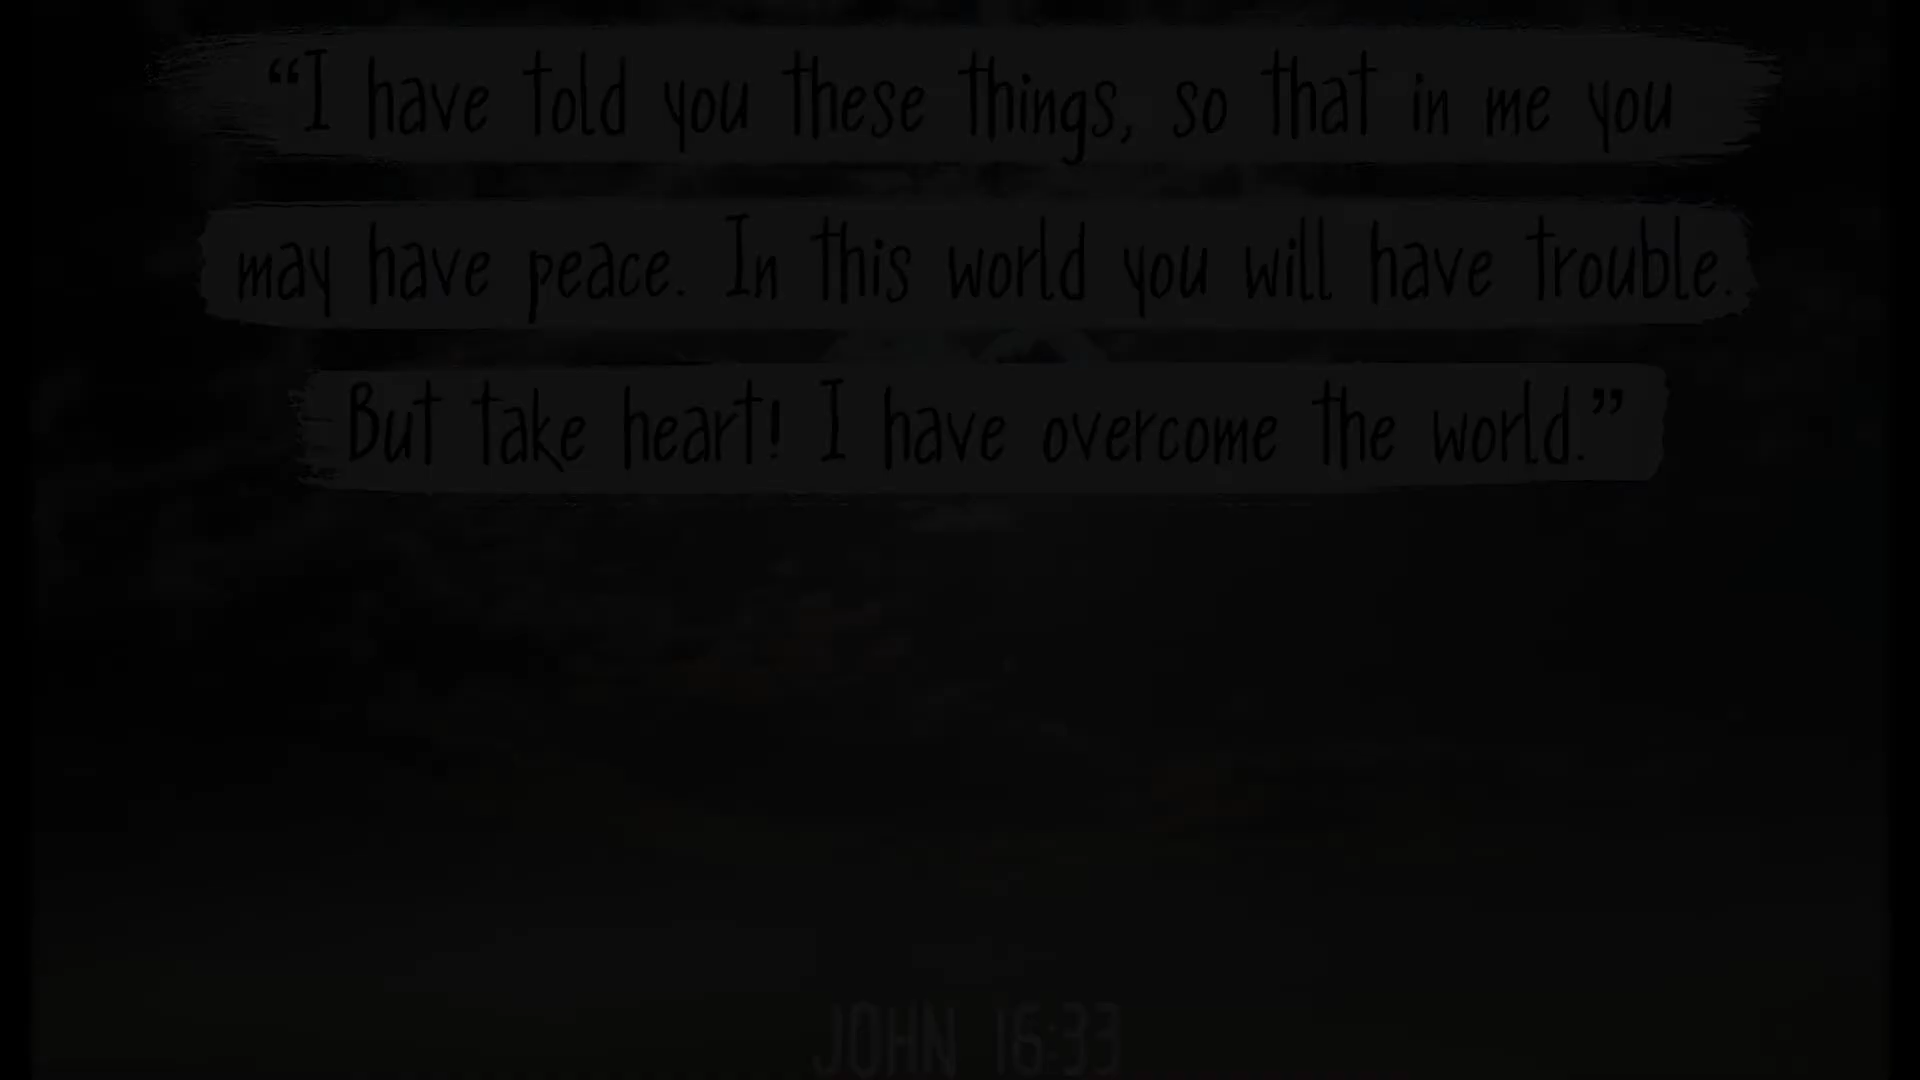 “I have told you these things, so that in me you
may have peace. In this world you will have trouble.
But take heart! I have overcome the world.”
JOHN 16:33